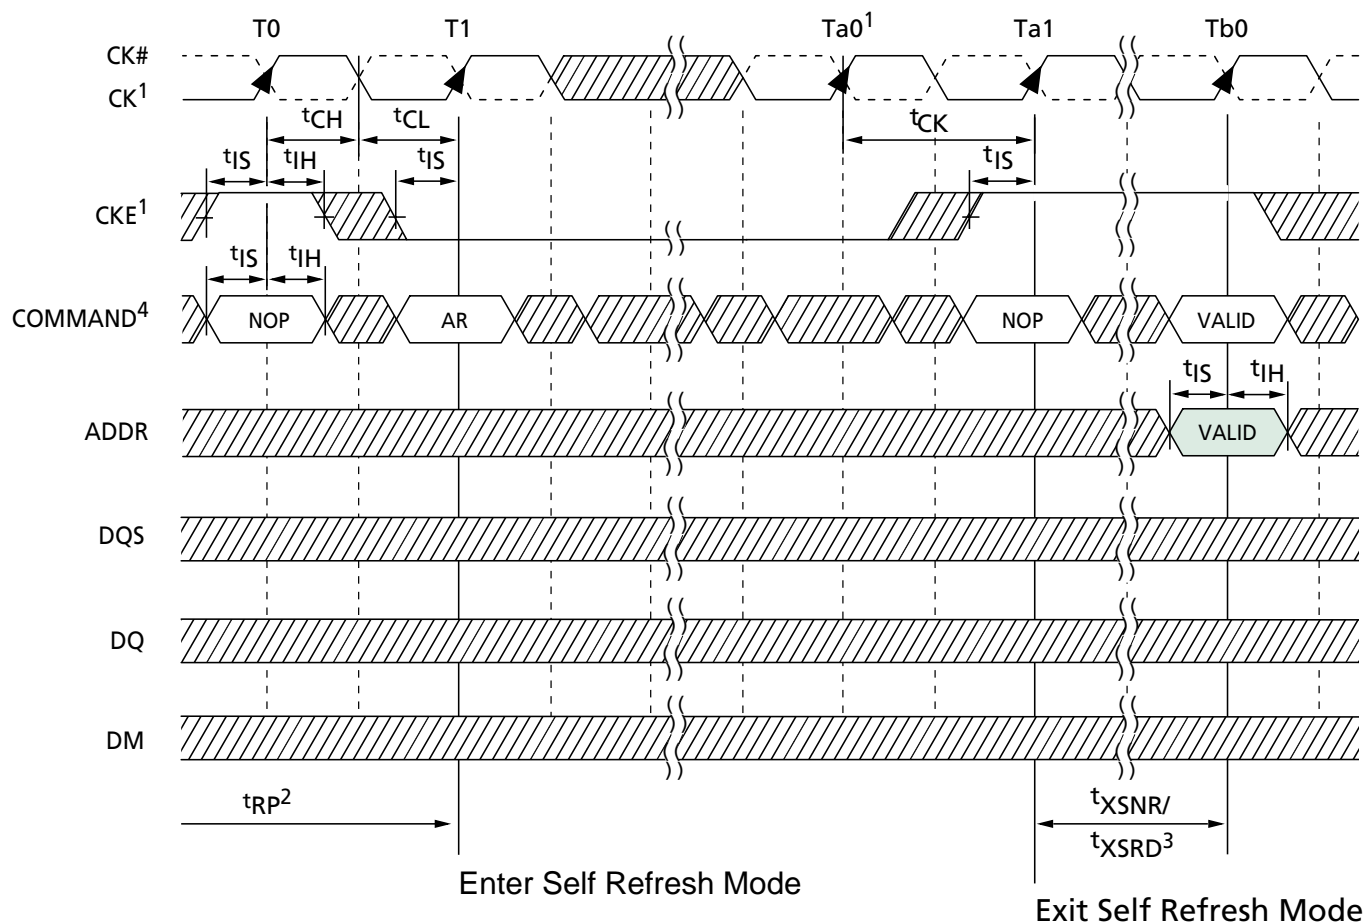 T0 T1 Ta0¹ Ta1 Tb0
CK#
CK¹
tCH tCL tCK
tIS tIH tIS tIS
CKE¹
tIS tIH
COMMAND⁴ NOP AR NOP VALID
tIS tIH
ADDR VALID
DQS
DQ
DM
tRP² tXSNR/
tXSRD³
Enter Self Refresh Mode
Exit Self Refresh Mode